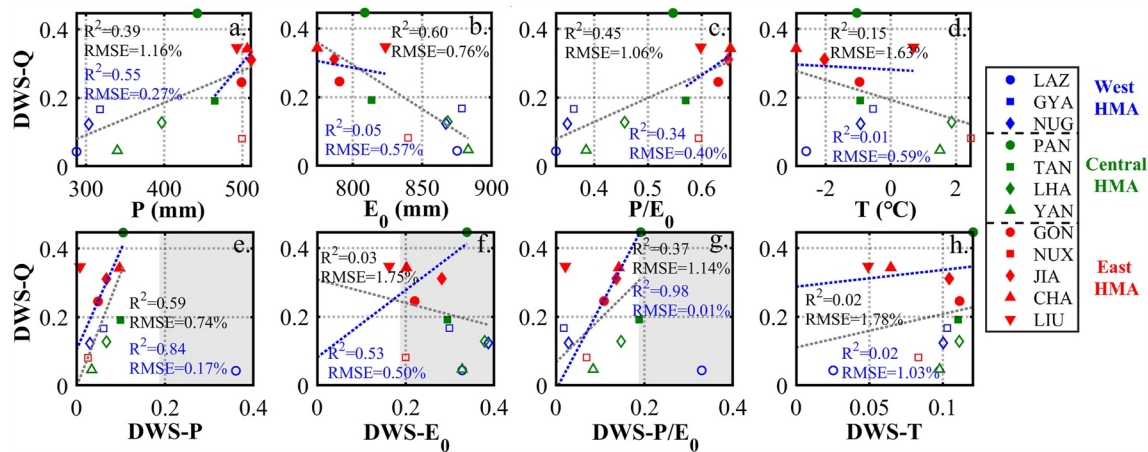 DWS-Q
0.4
0.2
0
R²=0.39
RMSE=1.16%
R²=0.55
RMSE=0.27%
a.
300
400
500
P (mm)
R²=0.60
RMSE=0.76%
R²=0.05
RMSE=0.57%
b.
800
850
900
E₀ (mm)
R²=0.45
RMSE=1.06%
R²=0.34
RMSE=0.40%
c.
0.4
0.5
0.6
P/E₀
R²=0.15
RMSE=1.63%
R²=0.01
RMSE=0.59%
d.
-2
0
2
T (°C)
DWS-Q
0.4
0.2
0
R²=0.59
RMSE=0.74%
R²=0.84
RMSE=0.17%
e.
0
0.2
0.4
DWS-P
R²=0.03
RMSE=1.75%
R²=0.53
RMSE=0.50%
f.
0
0.2
0.4
DWS-E₀
R²=0.37
RMSE=1.14%
R²=0.98
RMSE=0.01%
g.
0
0.2
0.4
DWS-P/E₀
R²=0.02
RMSE=1.78%
R²=0.02
RMSE=1.03%
h.
0
0.05
0.1
DWS-T
LAZ
GYA
NUG
PAN
TAN
LHA
YAN
GON
NUX
JIA
CHA
LIU
West
HMA
Central
HMA
East
HMA